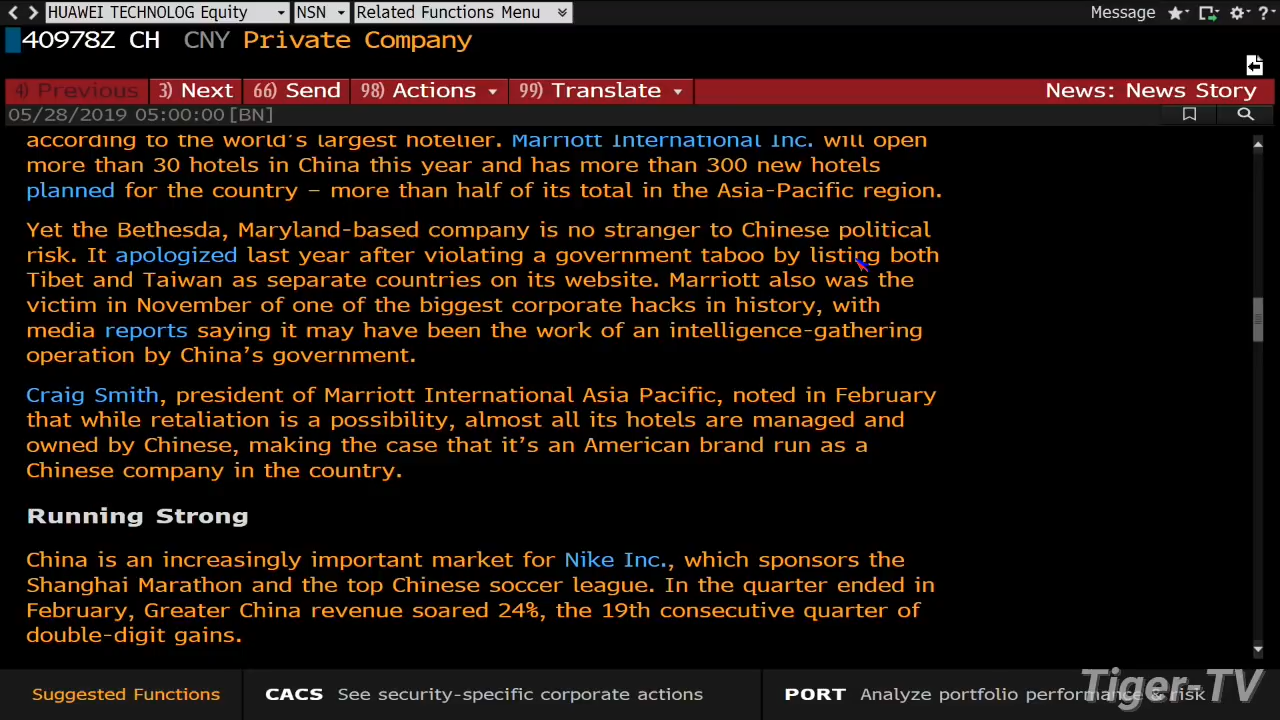 HUAWEI TECHNOLOG Equity NSN Related Functions Menu Message ?
40978Z CH CNY Private Company
4) Previous 3) Next 66) Send 98) Actions 99) Translate News: News Story
05/28/2019 05:00:00 [BN]
according to the world's largest hotelier. Marriott International Inc. will open
more than 30 hotels in China this year and has more than 300 new hotels
planned for the country – more than half of its total in the Asia-Pacific region.
Yet the Bethesda, Maryland-based company is no stranger to Chinese political
risk. It apologized last year after violating a government taboo by listing both
Tibet and Taiwan as separate countries on its website. Marriott also was the
victim in November of one of the biggest corporate hacks in history, with
media reports saying it may have been the work of an intelligence-gathering
operation by China's government.
Craig Smith, president of Marriott International Asia Pacific, noted in February
that while retaliation is a possibility, almost all its hotels are managed and
owned by Chinese, making the case that it's an American brand run as a
Chinese company in the country.
Running Strong
China is an increasingly important market for Nike Inc., which sponsors the
Shanghai Marathon and the top Chinese soccer league. In the quarter ended in
February, Greater China revenue soared 24%, the 19th consecutive quarter of
double-digit gains.
Suggested Functions CACS See security-specific corporate actions PORT Analyze portfolio performance & risk
Tiger-TV